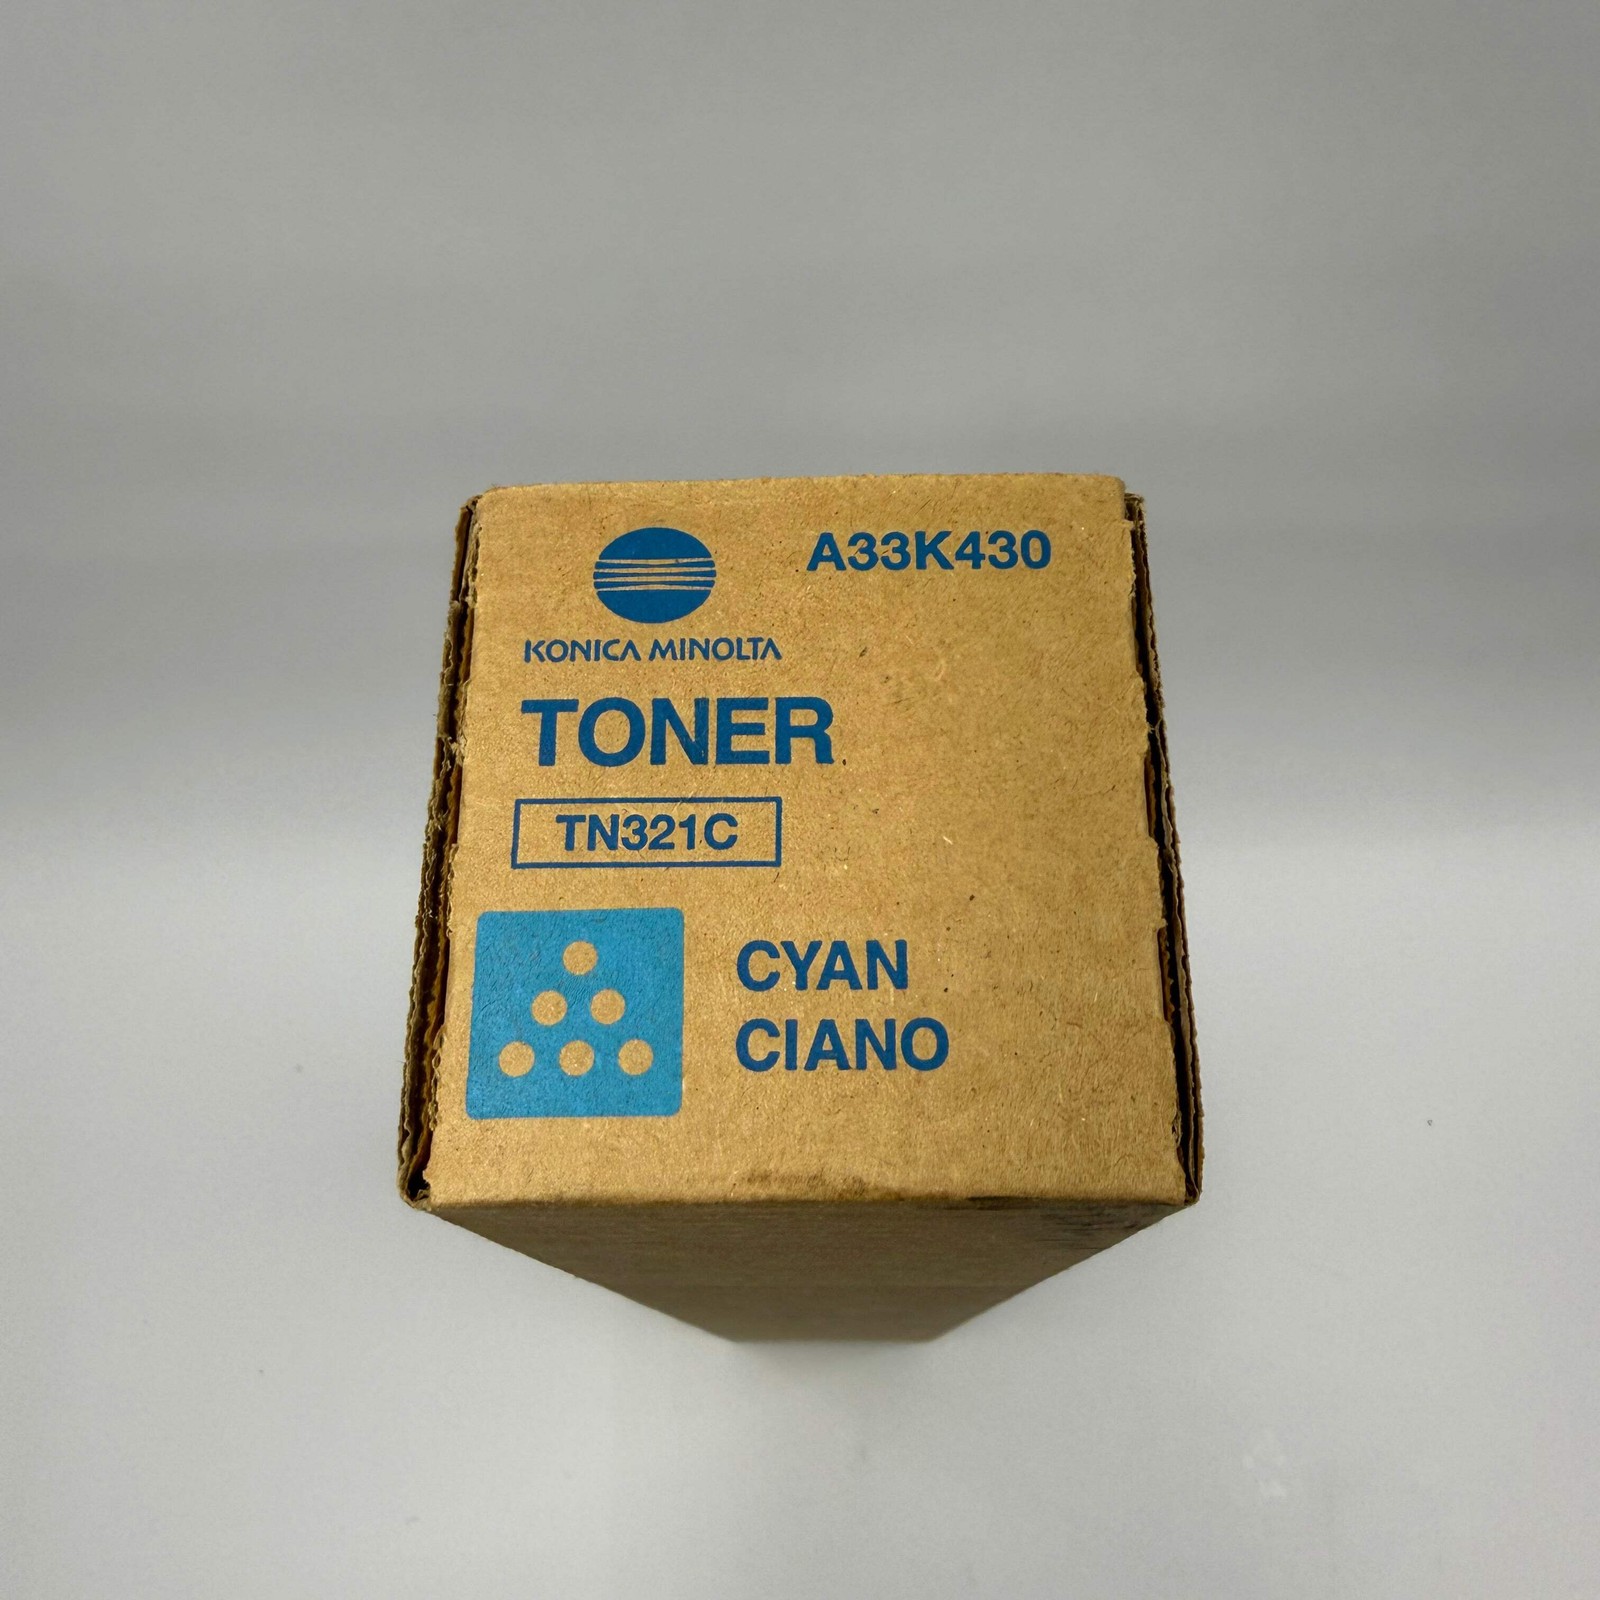 A33K430
KONICA MINOLTA
TONER
TN321C
CYAN
CIANO